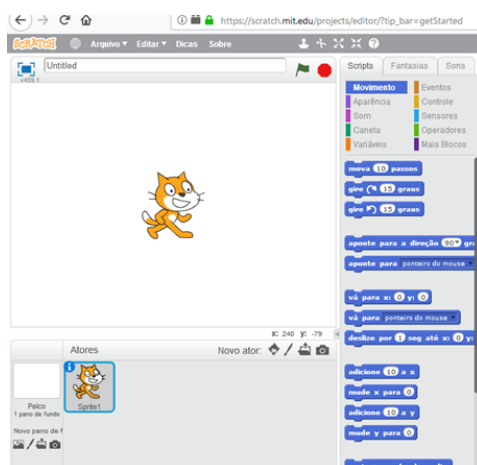 https://scratch.mit.edu/projects/editor/?tip_bar=getStarted
SCRATCH Arquivo Editar Dicas Sobre
Untitled
v459.1
Scripts Fantasias Sons
Movimento Eventos
Aparência Controle
Som Sensores
Caneta Operadores
Variáveis Mais Blocos
mova 10 passos
gire 15 graus
gire 15 graus
aponte para a direção 90 gra
aponte para ponteiro do mouse
vá para x: 0 y: 0
vá para ponteiro do mouse
deslize por 1 seg até x: 0 y:
adicione 10 a x
mude x para 0
adicione 10 a y
mude y para 0
x: 240 y: -79
Atores Novo ator:
Sprite1
Palco
1 pano de fundo
Novo pano de f